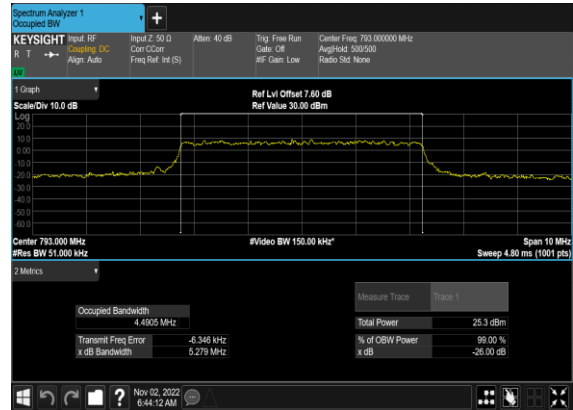 Spectrum Analyzer 1
Occupied BW
KEYSIGHT Input: RF Input Z: 50 Ω Atten: 40 dB Trig: Free Run Center Freq: 793.000000 MHz
R T Coupling: DC Corr CCorr Gate: Off Avg|Hold: 500/500
Align: Auto Freq Ref: Int (S) #IF Gain: Low Radio Std: None
1 Graph
Ref Lvl Offset 7.60 dB
Scale/Div 10.0 dB Ref Value 30.00 dBm
Log
20.0
10.0
0.00
-10.0
-20.0
-30.0
-40.0
-50.0
-60.0
Center 793.000 MHz #Video BW 150.00 kHz* Span 10 MHz
#Res BW 51.000 kHz Sweep 4.80 ms (1001 pts)
2 Metrics
Measure Trace Trace 1
Occupied Bandwidth
4.4905 MHz Total Power 25.3 dBm
Transmit Freq Error -6.346 kHz % of OBW Power 99.00 %
x dB Bandwidth 5.279 MHz x dB -26.00 dB
? Nov 02, 2022
6:44:12 AM